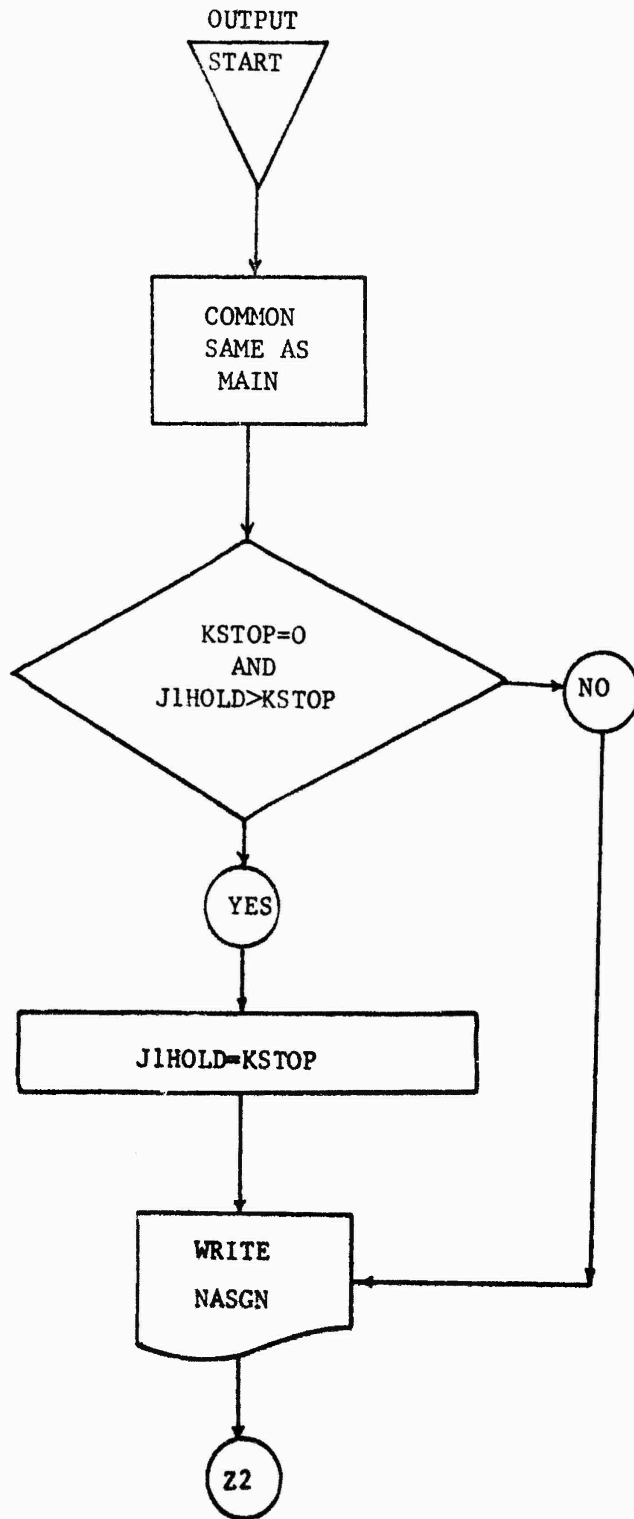 OUTPUT
START
COMMON
SAME AS
MAIN
KSTOP=0
AND
J1HOLD>KSTOP
NO
YES
J1HOLD=KSTOP
WRITE
NASGN
Z2